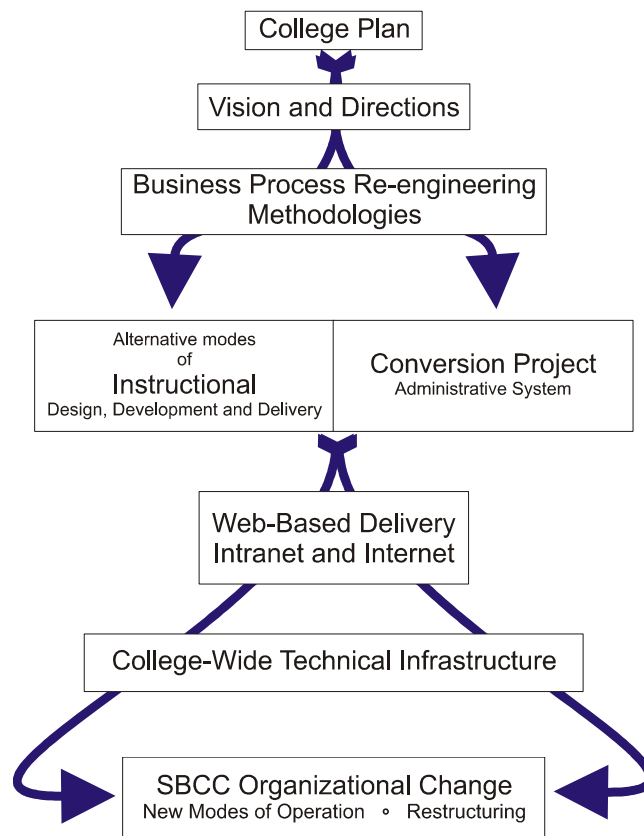 College Plan
Vision and Directions
Business Process Re-engineering
Methodologies
Alternative modes
of
Instructional
Design, Development and Delivery
Conversion Project
Administrative System
Web-Based Delivery
Intranet and Internet
College-Wide Technical Infrastructure
SBCC Organizational Change
New Modes of Operation ∘ Restructuring